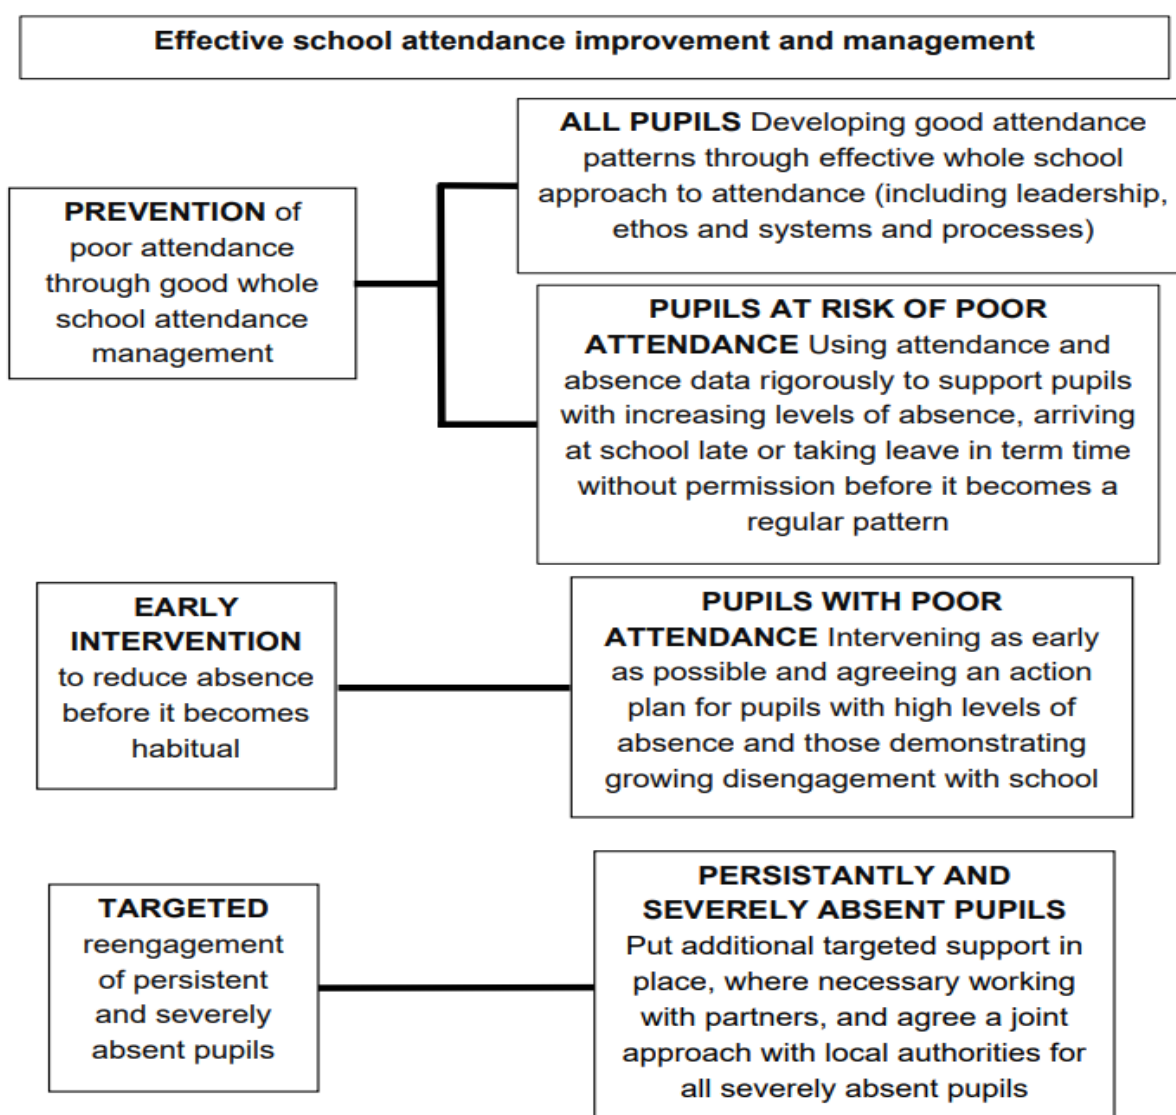 Effective school attendance improvement and management
ALL PUPILS Developing good attendance
patterns through effective whole school
approach to attendance (including leadership,
ethos and systems and processes)
PREVENTION of
poor attendance
through good whole
school attendance
management
PUPILS AT RISK OF POOR
ATTENDANCE Using attendance and
absence data rigorously to support pupils
with increasing levels of absence, arriving
at school late or taking leave in term time
without permission before it becomes a
regular pattern
EARLY
INTERVENTION
to reduce absence
before it becomes
habitual
PUPILS WITH POOR
ATTENDANCE Intervening as early
as possible and agreeing an action
plan for pupils with high levels of
absence and those demonstrating
growing disengagement with school
TARGETED
reengagement
of persistent
and severely
absent pupils
PERSISTANTLY AND
SEVERELY ABSENT PUPILS
Put additional targeted support in
place, where necessary working
with partners, and agree a joint
approach with local authorities for
all severely absent pupils